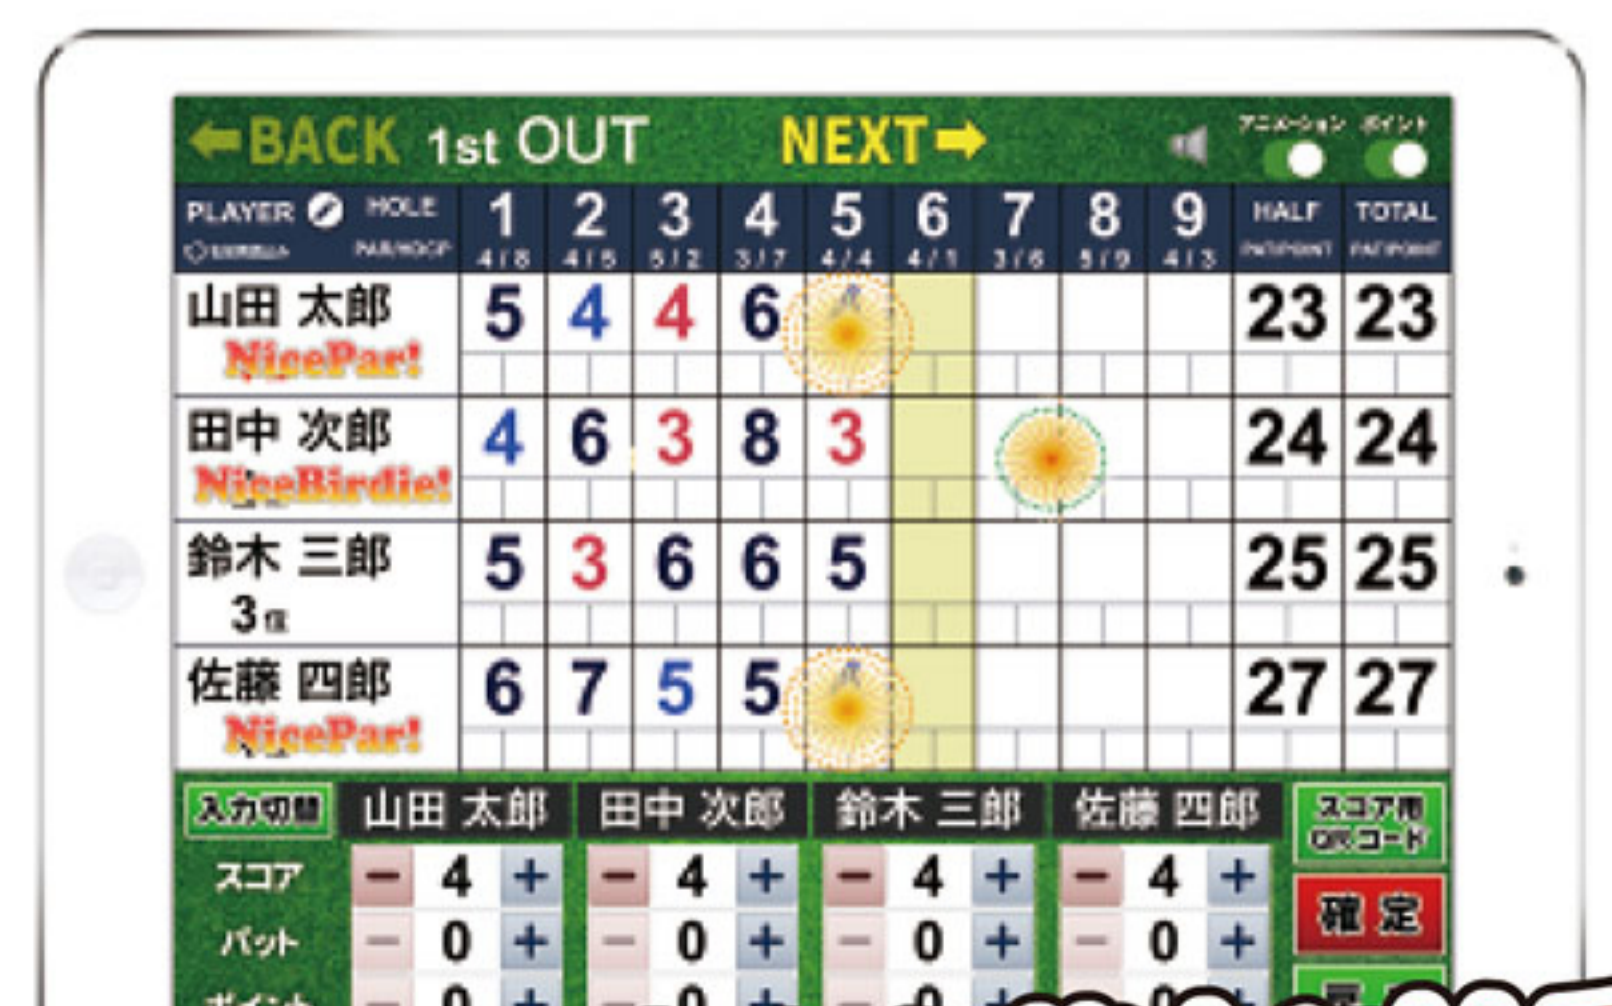 BACK 1st OUT NEXT アニメーション ポイント
PLAYER HOLE 1 2 3 4 5 6 7 8 9 HALF TOTAL
4/8 4/5 5/2 3/7 4/4 4/1 3/6 5/9 4/3
山田 太郎 5 4 4 6 23 23
NicePar!
田中 次郎 4 6 3 8 3 24 24
NiceBirdie!
鈴木 三郎 5 3 6 6 5 25 25
3位
佐藤 四郎 6 7 5 5 27 27
NicePar!
入力切替 山田 太郎 田中 次郎 鈴木 三郎 佐藤 四郎 スコア用
QRコード
スコア - 4 + - 4 + - 4 + - 4 +
確定
パット - 0 + - 0 + - 0 + - 0 +
ポイント